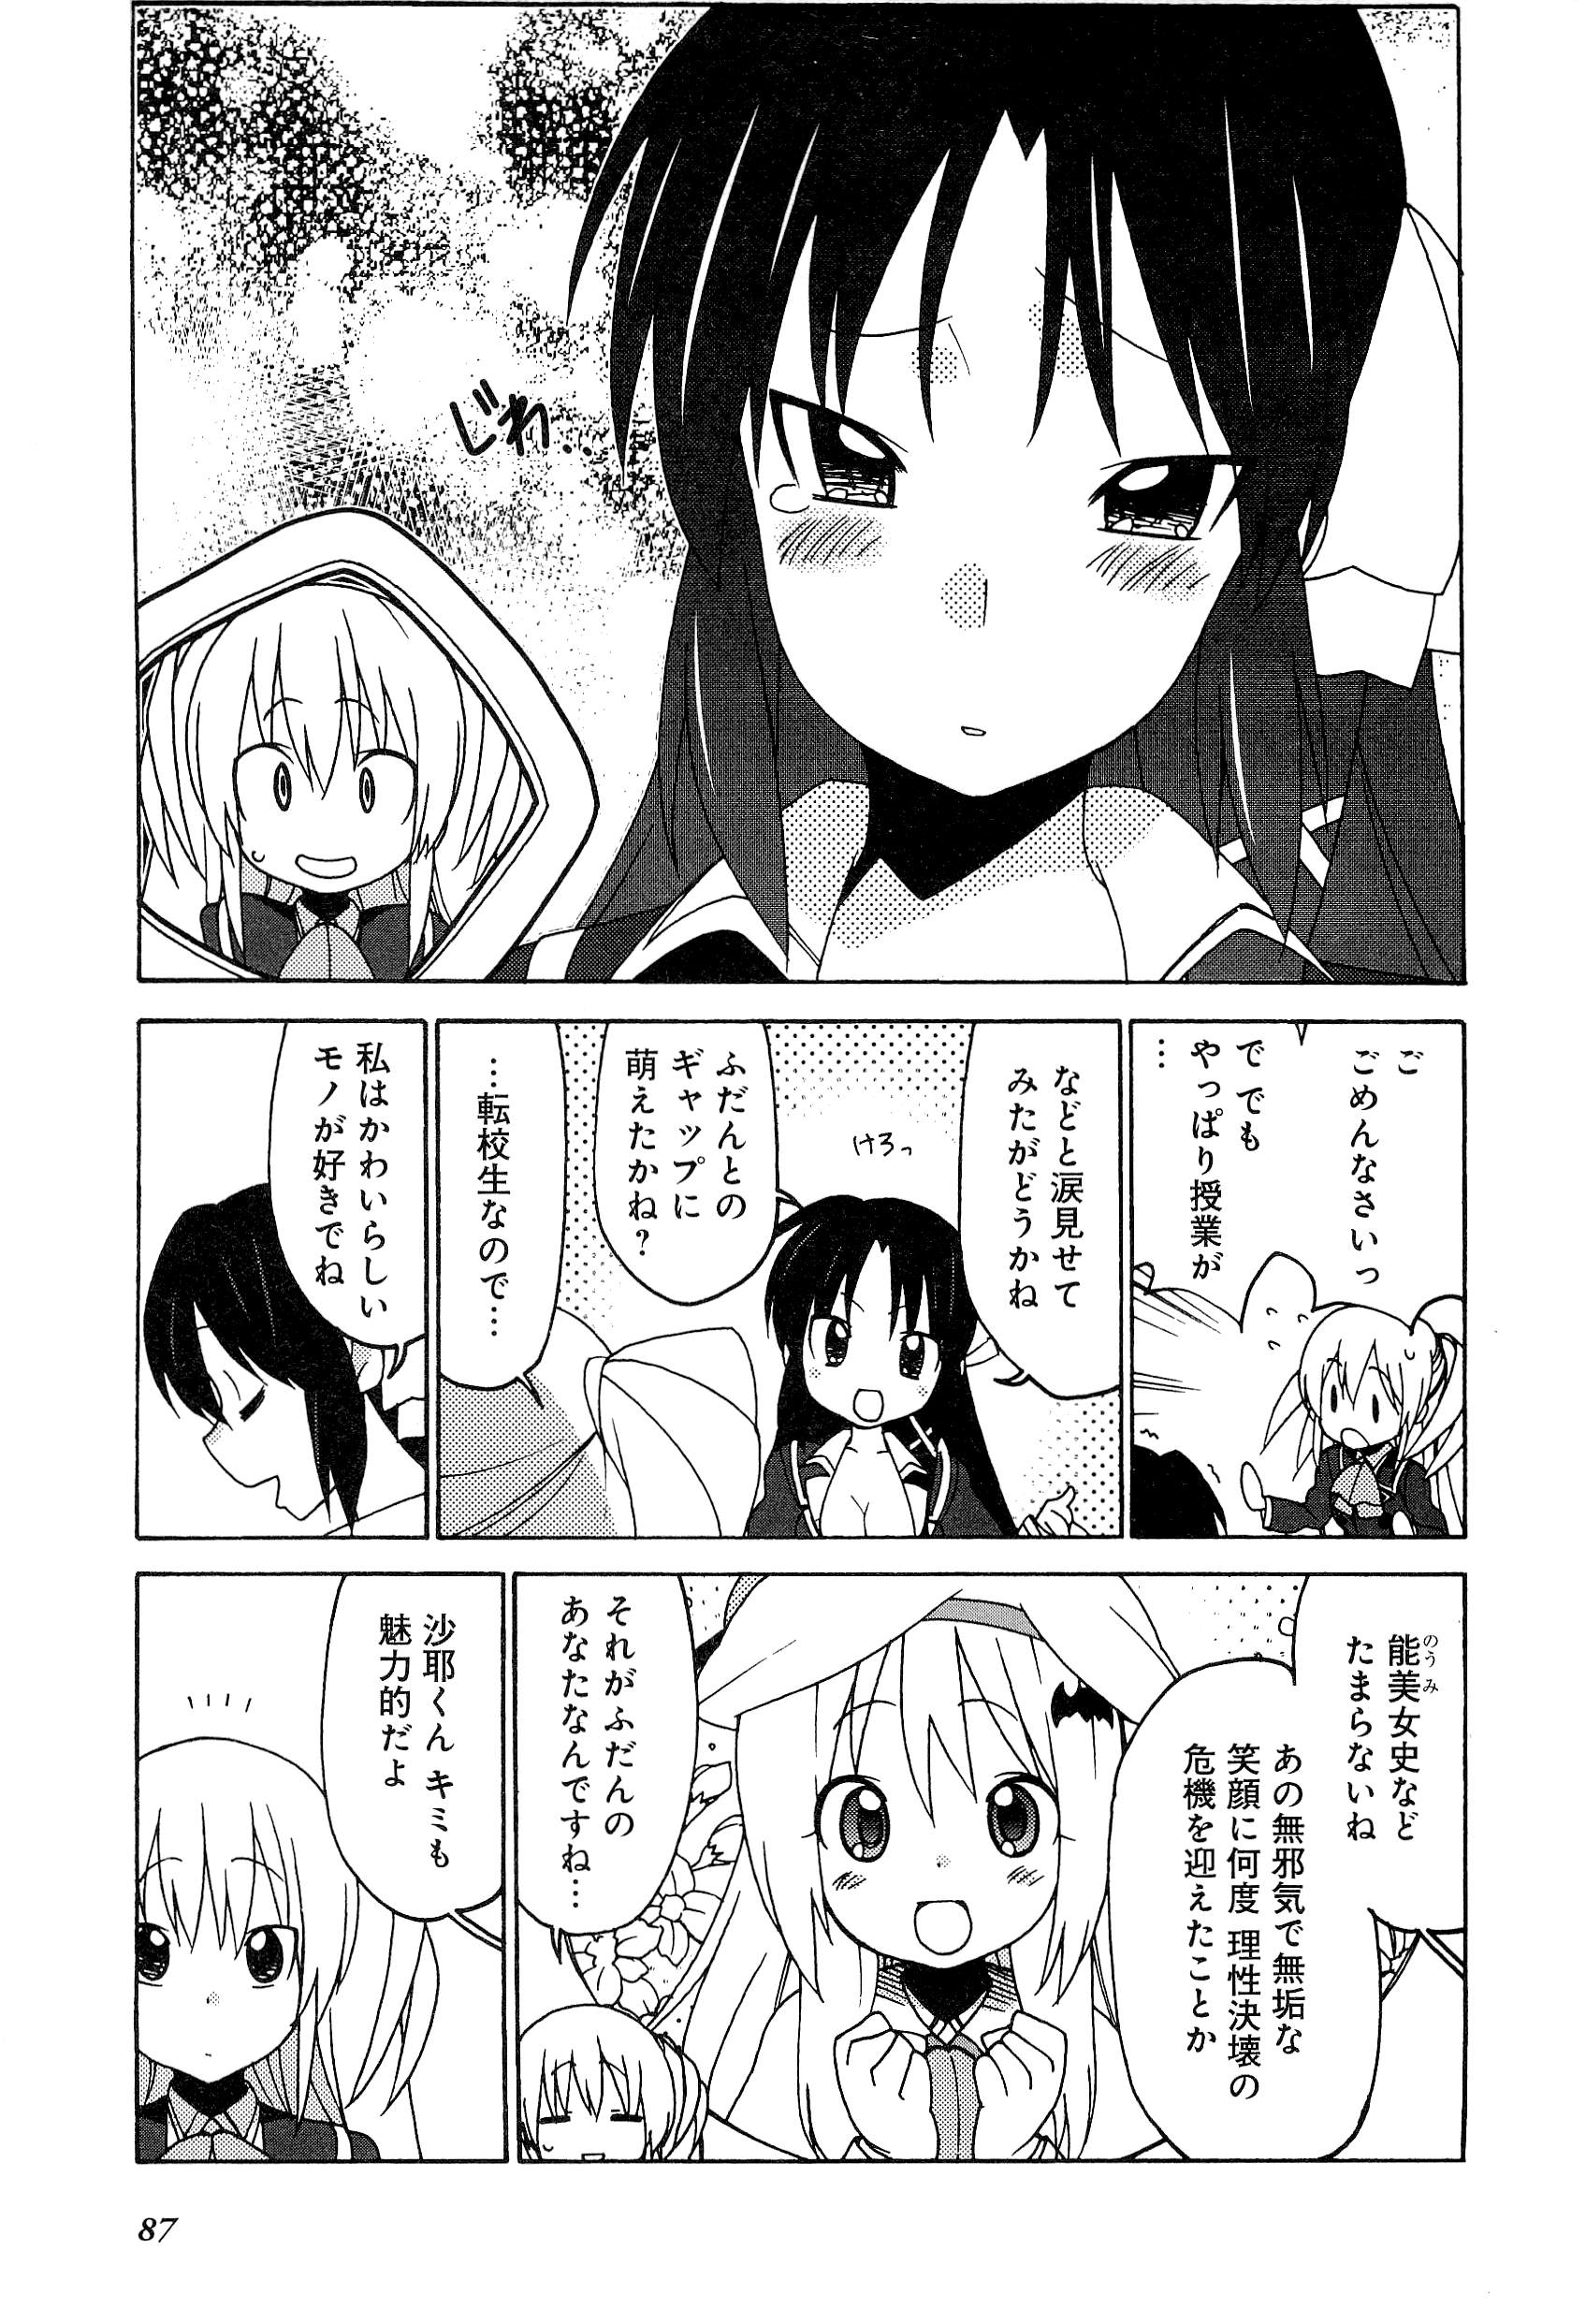 じわ…
ご
ごめんなさいっ
で でも
やっぱり授業が
…
などと涙見せて
みたがどうかね
けろっ
ふだんとの
ギャップに
萌えたかね？
…転校生なので…
私はかわいらしい
モノが好きでね
能美女史など
のうみ
たまらないね
あの無邪気で無垢な
笑顔に何度 理性決壊の
危機を迎えたことか
それがふだんの
あなたなんですね…
沙耶くん キミも
魅力的だよ
87